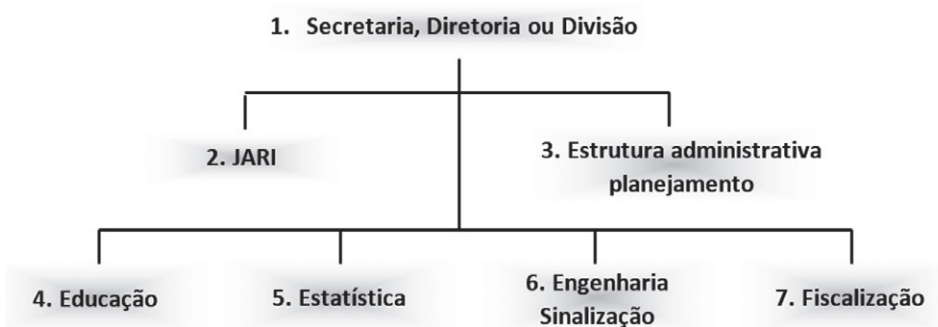 1. Secretaria, Diretoria ou Divisão
2. JARI
3. Estrutura administrativa
planejamento
4. Educação
5. Estatística
6. Engenharia
Sinalização
7. Fiscalização